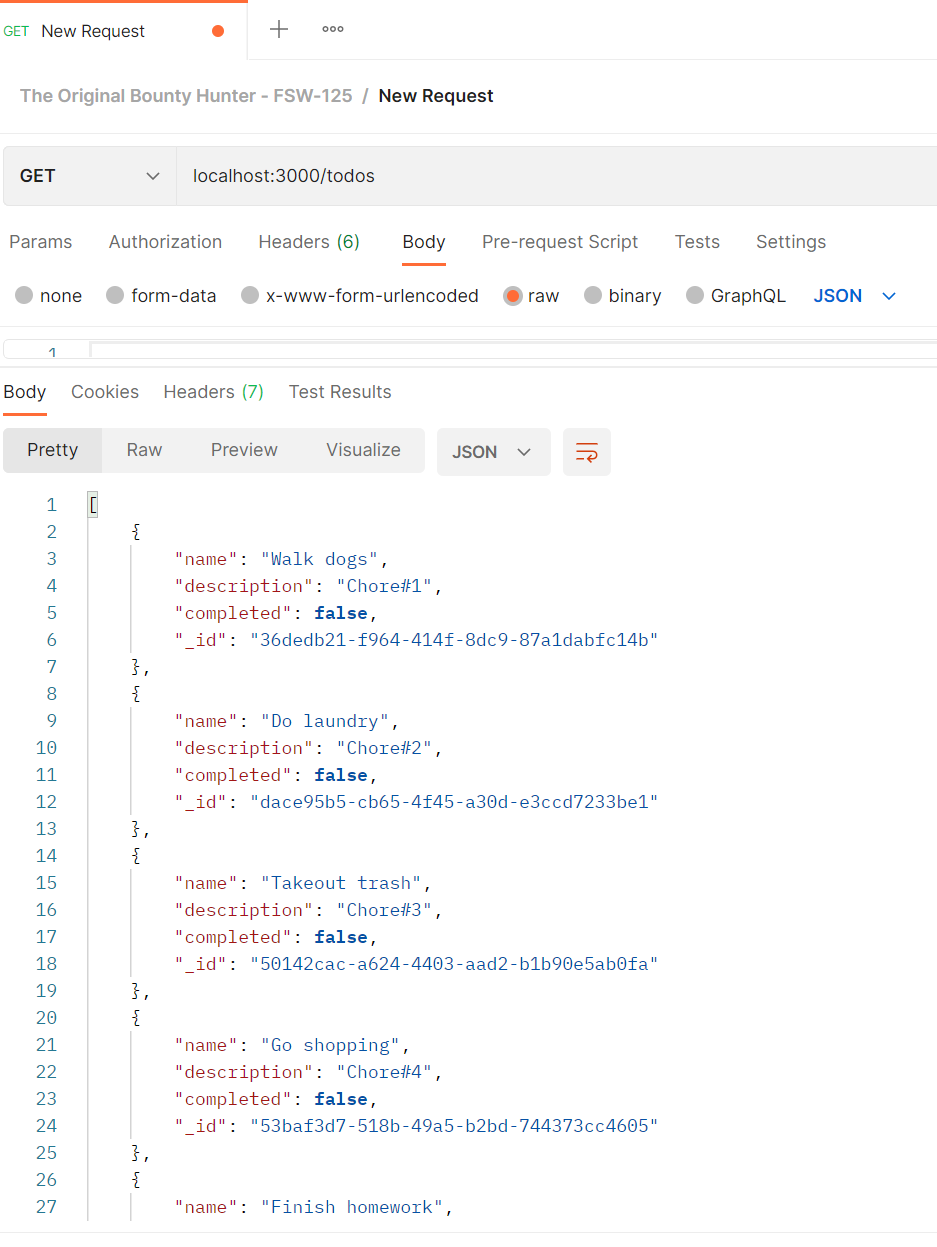 GET New Request
The Original Bounty Hunter - FSW-125 / New Request
GET localhost:3000/todos
Params Authorization Headers (6) Body Pre-request Script Tests Settings
none form-data x-www-form-urlencoded raw binary GraphQL JSON
1
Body Cookies Headers (7) Test Results
Pretty Raw Preview Visualize JSON
1 [
2 {
3 "name": "Walk dogs",
4 "description": "Chore#1",
5 "completed": false,
6 "_id": "36dedb21-f964-414f-8dc9-87a1dabfc14b"
7 },
8 {
9 "name": "Do laundry",
10 "description": "Chore#2",
11 "completed": false,
12 "_id": "dace95b5-cb65-4f45-a30d-e3ccd7233be1"
13 },
14 {
15 "name": "Takeout trash",
16 "description": "Chore#3",
17 "completed": false,
18 "_id": "50142cac-a624-4403-aad2-b1b90e5ab0fa"
19 },
20 {
21 "name": "Go shopping",
22 "description": "Chore#4",
23 "completed": false,
24 "_id": "53baf3d7-518b-49a5-b2bd-744373cc4605"
25 },
26 {
27 "name": "Finish homework",